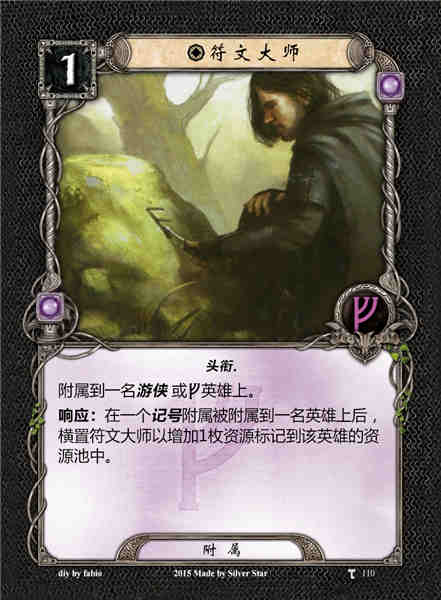 1
符文大师
头衔.
附属到一名游侠 或ᚠ英雄上。
响应：在一个记号附属被附属到一名英雄上后，
横置符文大师以增加1枚资源标记到该英雄的资
源池中。
附 属
diy by fabio 2015 Made by Silver Star 110